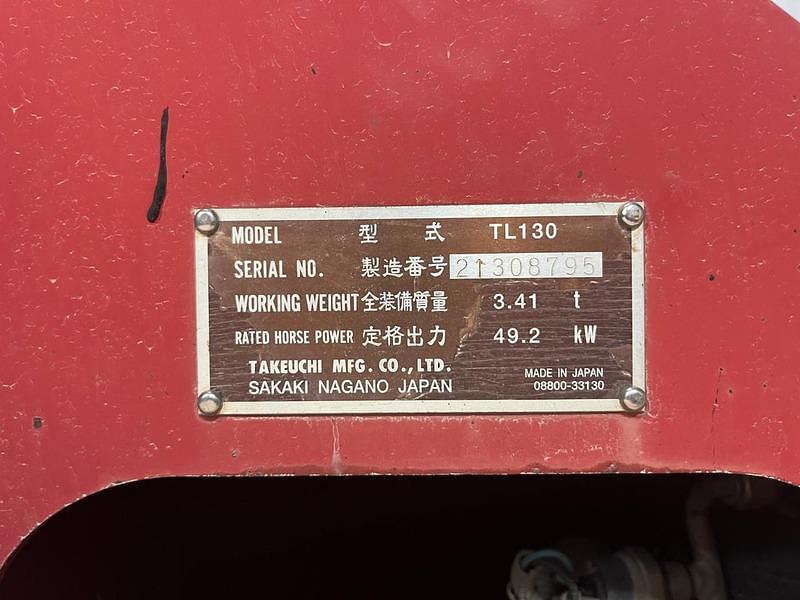 MODEL 型 式 TL130
SERIAL NO. 製造番号 21308795
WORKING WEIGHT 全装備質量 3.41 t
RATED HORSE POWER 定格出力 49.2 kW
TAKEUCHI MFG. CO.,LTD.
SAKAKI NAGANO JAPAN
MADE IN JAPAN
08800-33130